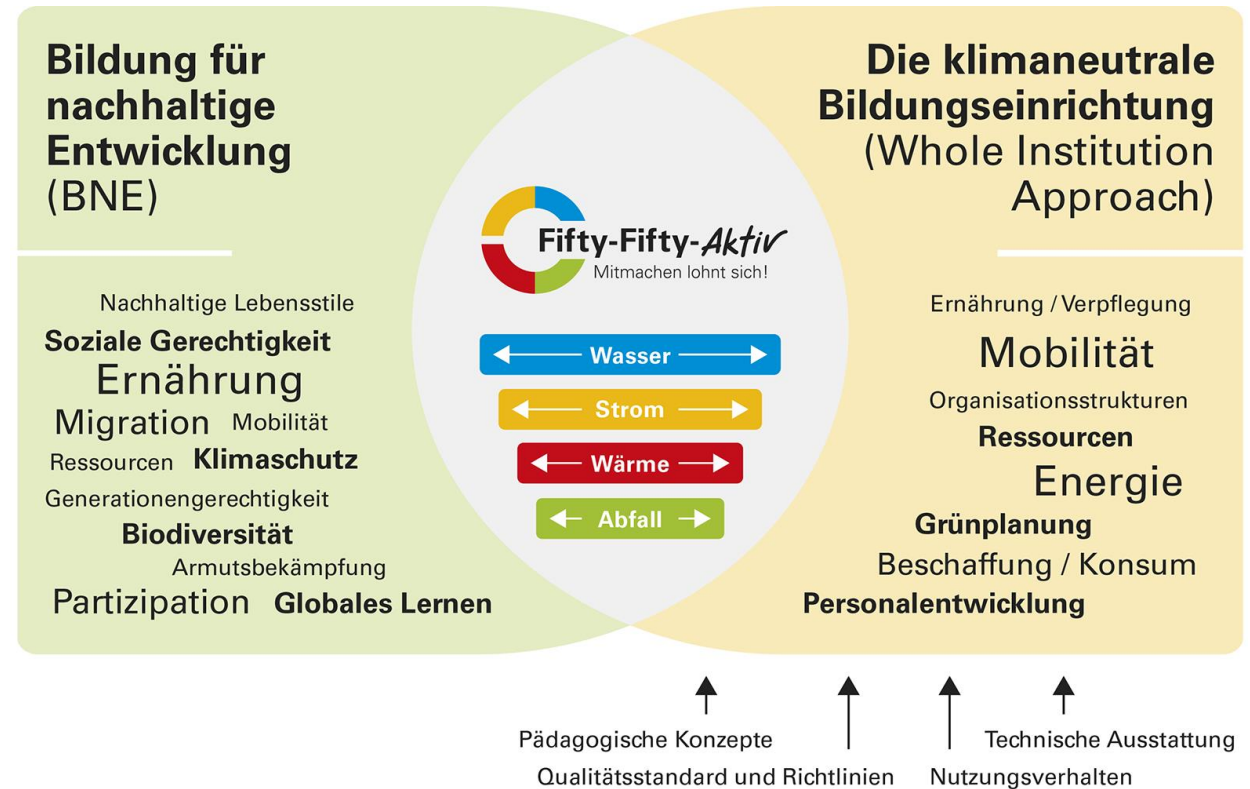 Bildung für
nachhaltige
Entwicklung
(BNE)
Nachhaltige Lebensstile
Soziale Gerechtigkeit
Ernährung
Migration Mobilität
Ressourcen Klimaschutz
Generationengerechtigkeit
Biodiversität
Armutsbekämpfung
Partizipation Globales Lernen
Fifty-Fifty-Aktiv
Mitmachen lohnt sich!
Wasser
Strom
Wärme
Abfall
Die klimaneutrale
Bildungseinrichtung
(Whole Institution
Approach)
Ernährung / Verpflegung
Mobilität
Organisationsstrukturen
Ressourcen
Energie
Grünplanung
Beschaffung / Konsum
Personalentwicklung
Pädagogische Konzepte
Technische Ausstattung
Qualitätsstandard und Richtlinien
Nutzungsverhalten